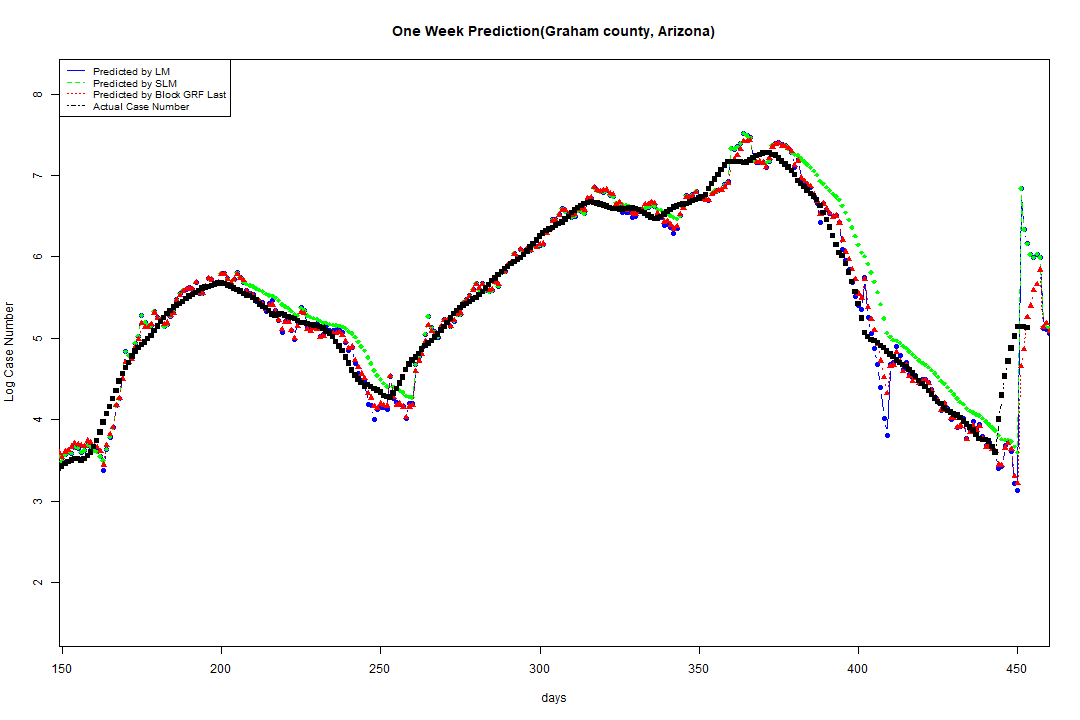 One Week Prediction(Graham county, Arizona)
Predicted by LM
Predicted by SLM
Predicted by Block GRF Last
Actual Case Number
Log Case Number
8
7
6
5
4
3
2
150 200 250 300 350 400 450
days